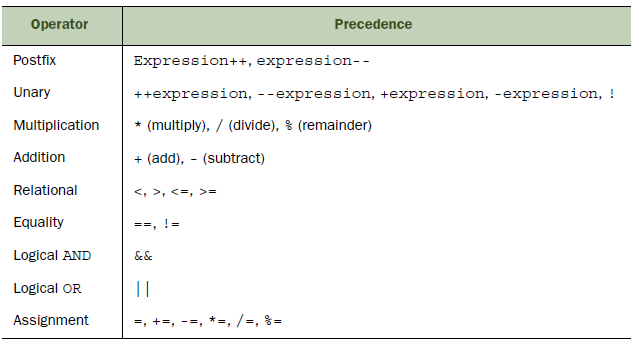 Operator Precedence
Postfix Expression++, expression--
Unary ++expression, --expression, +expression, -expression, !
Multiplication * (multiply), / (divide), % (remainder)
Addition + (add), - (subtract)
Relational <, >, <=, >=
Equality ==, !=
Logical AND &&
Logical OR ||
Assignment =, +=, -=, *=, /=, %=